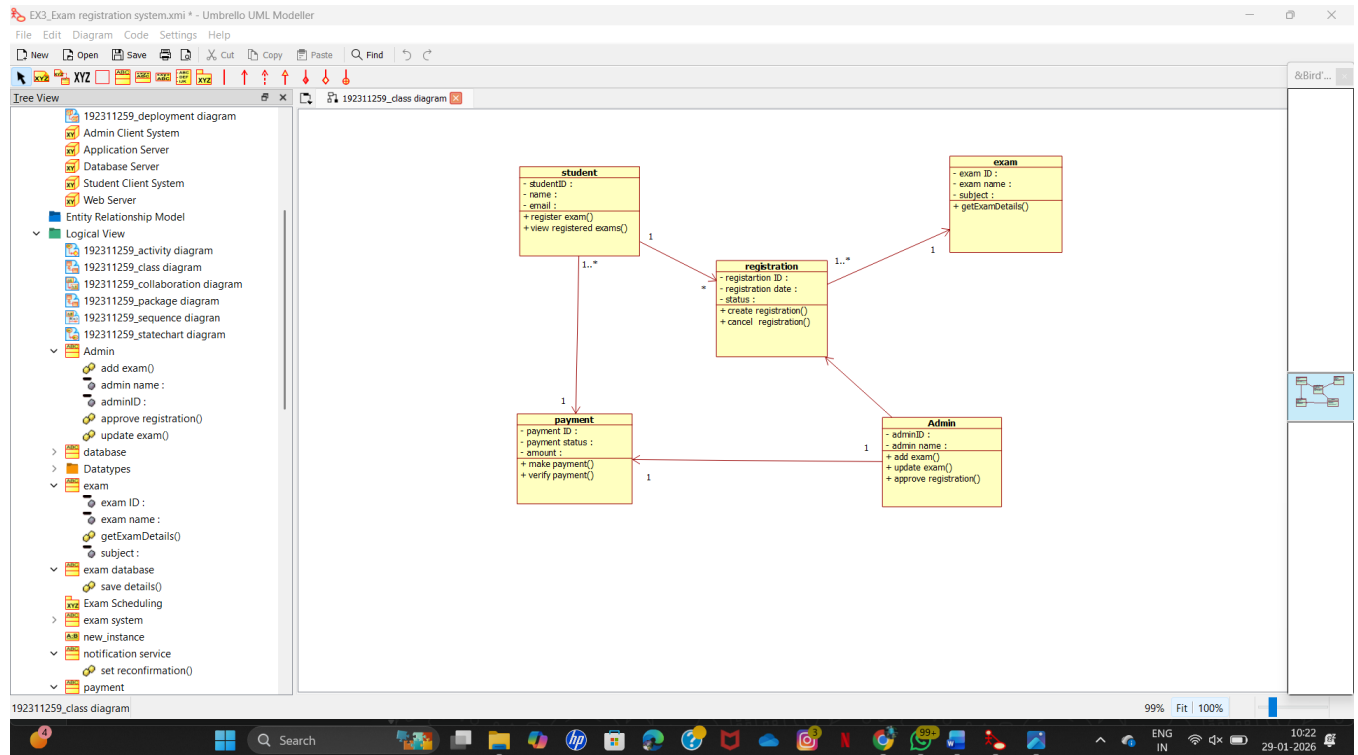 EX3_Exam registration system.xmi * - Umbrello UML Modeller
File Edit Diagram Code Settings Help
New Open Save Cut Copy Paste Find
XYZ
&Bird'...
Tree View
192311259_class diagram
192311259_deployment diagram
Admin Client System
Application Server
Database Server
Student Client System
Web Server
Entity Relationship Model
Logical View
192311259_activity diagram
192311259_class diagram
192311259_collaboration diagram
192311259_package diagram
192311259_sequence diagran
192311259_statechart diagram
Admin
add exam()
admin name :
adminID :
approve registration()
update exam()
database
Datatypes
exam
exam ID :
exam name :
getExamDetails()
subject :
exam database
save details()
Exam Scheduling
exam system
new_instance
notification service
set reconfirmation()
payment
student
- studentID :
- name :
- email :
+ register exam()
+ view registered exams()
exam
- exam ID :
- exam name :
- subject :
+ getExamDetails()
1
1..*
*
1..*
1
registration
- registartion ID :
- registration date :
- status :
+ create registration()
+ cancel registration()
1
payment
- payment ID :
- payment status :
- amount :
+ make payment()
+ verify payment()
1
1
Admin
- adminID :
- admin name :
+ add exam()
+ update exam()
+ approve registration()
192311259_class diagram
99% Fit 100%
4
Search
3
99+
ENG
IN
10:22
29-01-2026